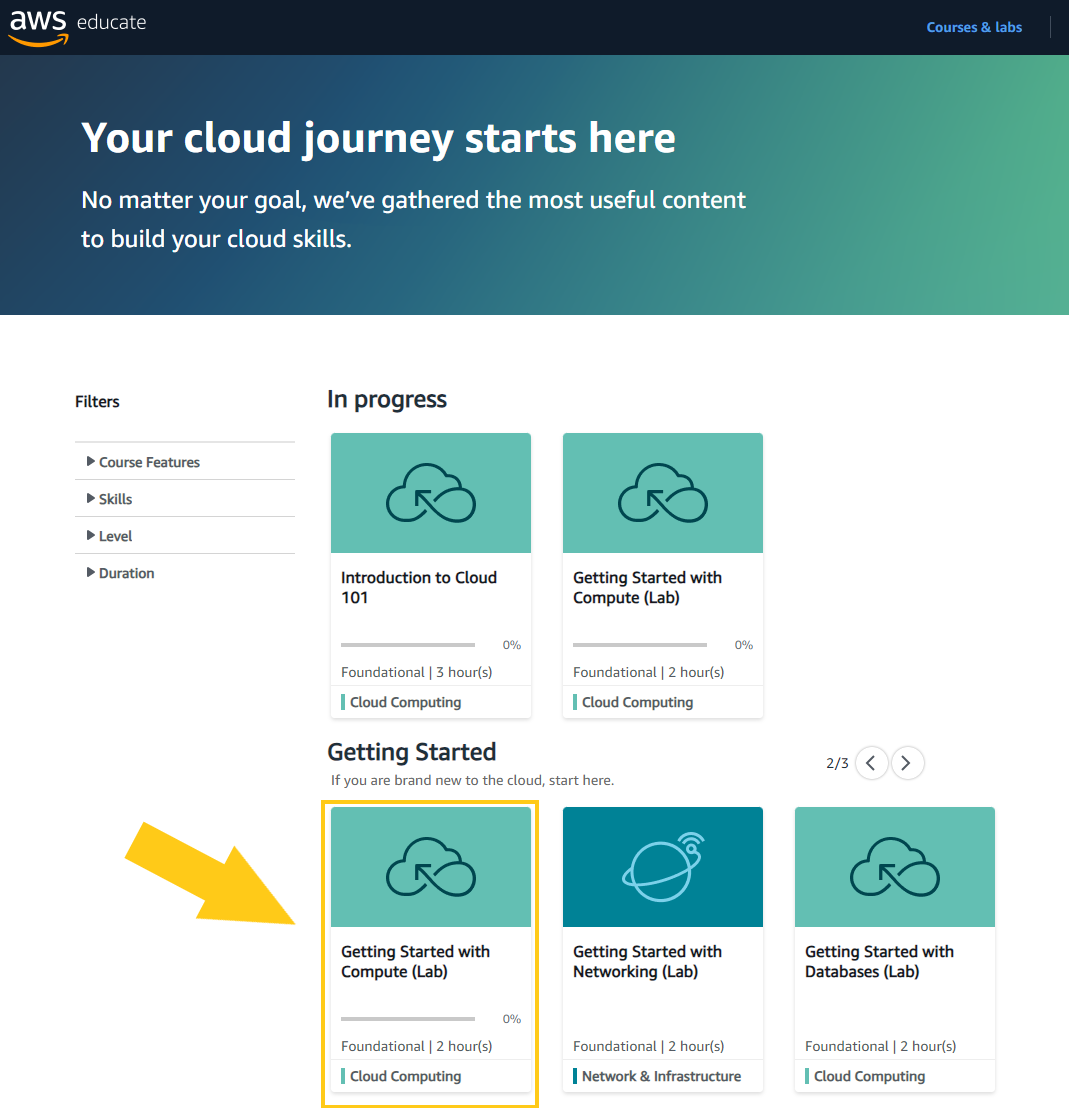 aws educate
Courses & labs
Your cloud journey starts here
No matter your goal, we’ve gathered the most useful content
to build your cloud skills.
Filters
Course Features
Skills
Level
Duration
In progress
Introduction to Cloud
101
0%
Foundational | 3 hour(s)
Cloud Computing
Getting Started with
Compute (Lab)
0%
Foundational | 2 hour(s)
Cloud Computing
Getting Started
If you are brand new to the cloud, start here.
2/3
Getting Started with
Compute (Lab)
0%
Foundational | 2 hour(s)
Cloud Computing
Getting Started with
Networking (Lab)
Foundational | 2 hour(s)
Network & Infrastructure
Getting Started with
Databases (Lab)
Foundational | 2 hour(s)
Cloud Computing